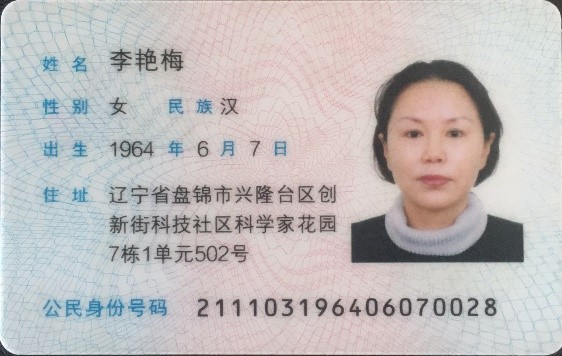 姓名 李艳梅
性别 女 民族 汉
出生 1964 年 6 月 7 日
住址 辽宁省盘锦市兴隆台区创
新街科技社区科学家花园
7栋1单元502号
公民身份号码 211103196406070028